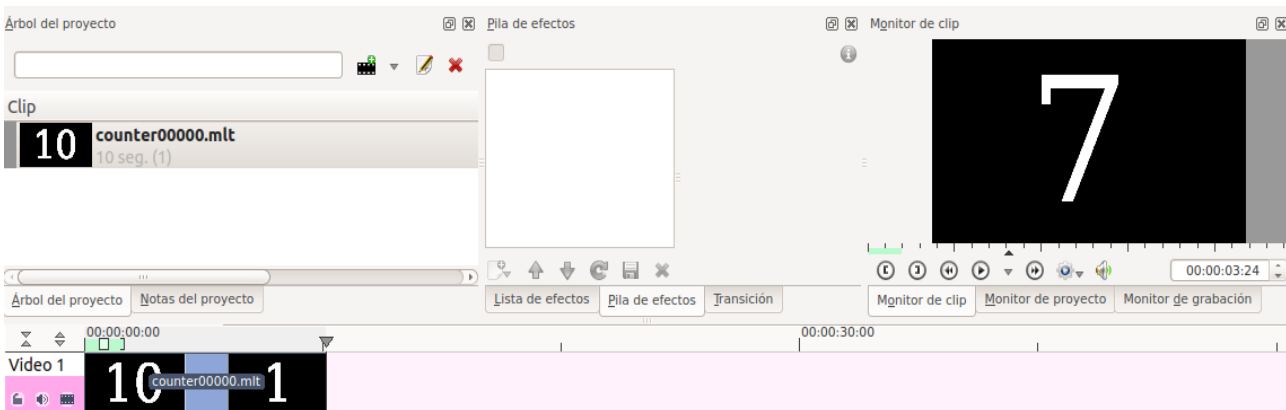 Árbol del proyecto
Clip
10
counter00000.mlt
10 seg. (1)
Árbol del proyecto
Notas del proyecto
Pila de efectos
Lista de efectos
Pila de efectos
Transición
Monitor de clip
7
00:00:03:24
Monitor de clip
Monitor de proyecto
Monitor de grabación
00:00:00:00
00:00:30:00
Video 1
10
counter00000.mlt
1